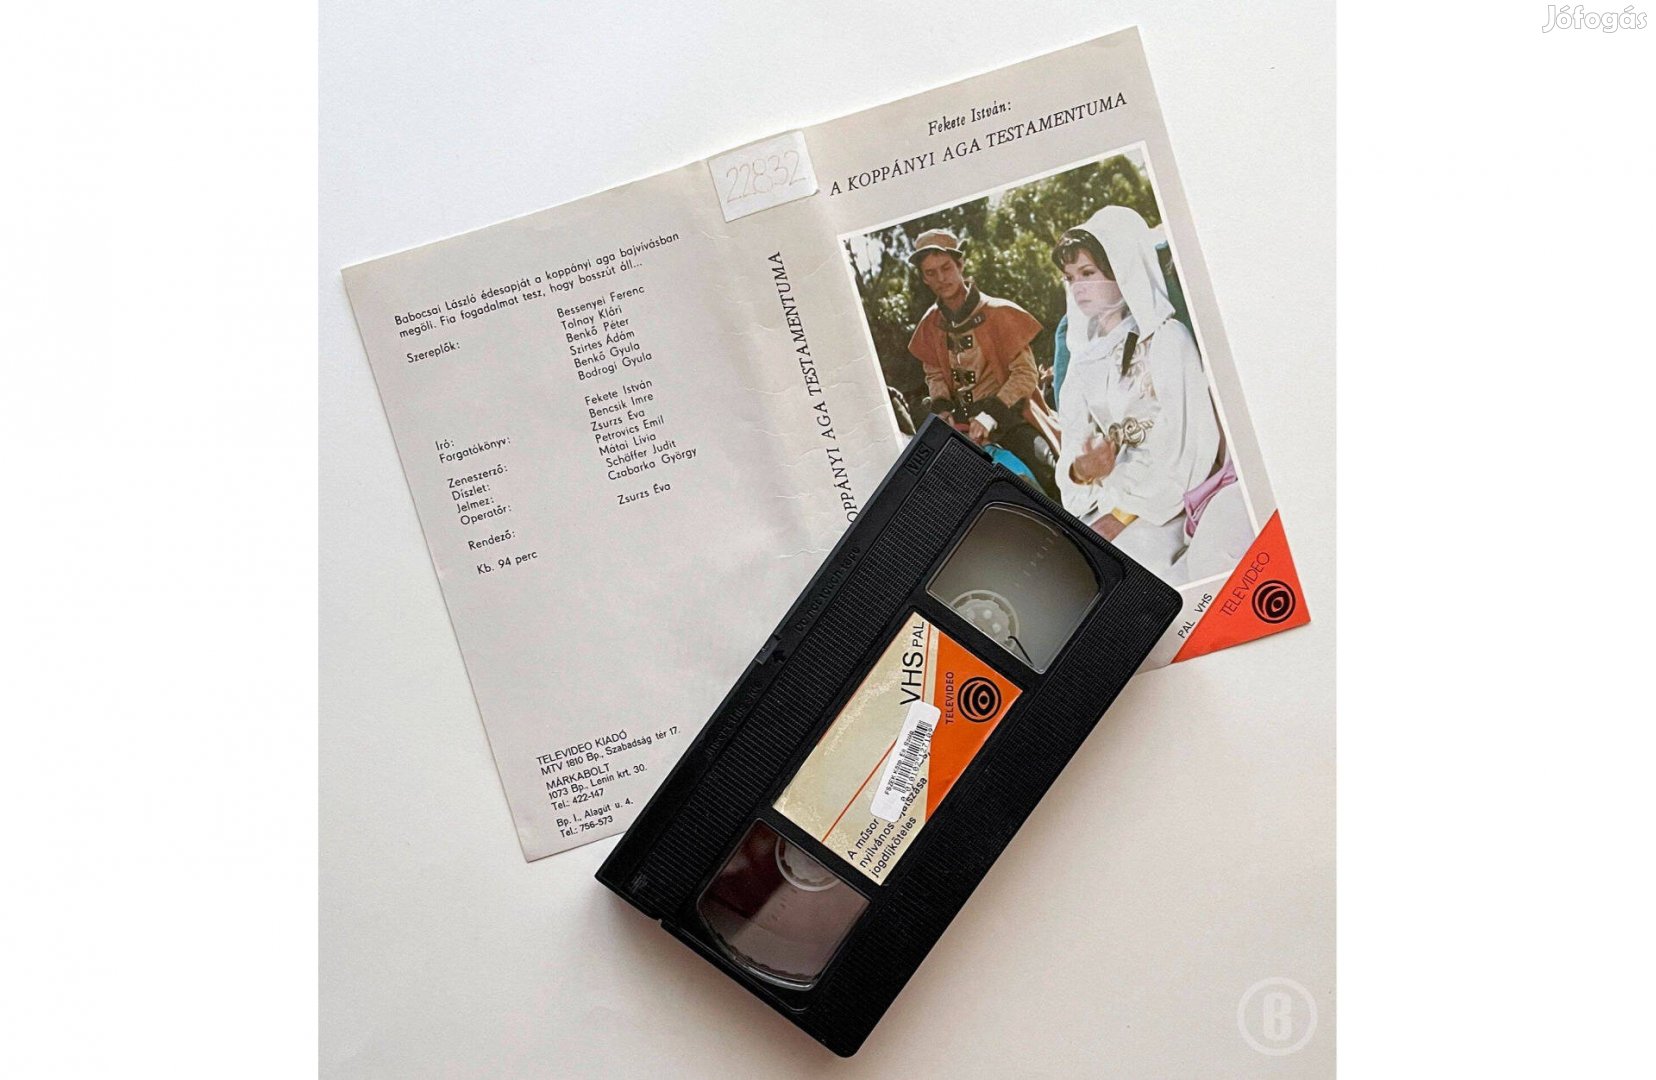 Jófogás
Fekete István:
A KOPPÁNYI AGA TESTAMENTUMA
22832
OPPÁNYI AGA TESTAMENTUMA
Babocsai László édesapját a koppányi aga bajvívásban
megöli. Fia fogadalmat tesz, hogy bosszút áll...
Szereplők:
Bessenyei Ferenc
Tolnay Klári
Benkő Péter
Szirtes Ádám
Benkő Gyula
Bodrogi Gyula
Író: Fekete István
Forgatókönyv: Bencsik Imre
Zsurzs Éva
Zeneszerző: Petrovics Emil
Díszlet: Mátai Lívia
Jelmez: Schäffer Judit
Operatőr: Czabarka György
Rendező: Zsurzs Éva
Kb. 94 perc
TELEVIDEO KIADÓ
MTV 1810 Bp., Szabadság tér 17.
MÁRKABOLT
1073 Bp., Lenin krt. 30.
Tel.: 422-147
Bp. I., Alagút u. 4.
Tel.: 756-573
PAL VHS
TELEVIDEO
VHS
VHS PAL
TELEVIDEO
A műsor
nyilvános
jogdíjköteles
B